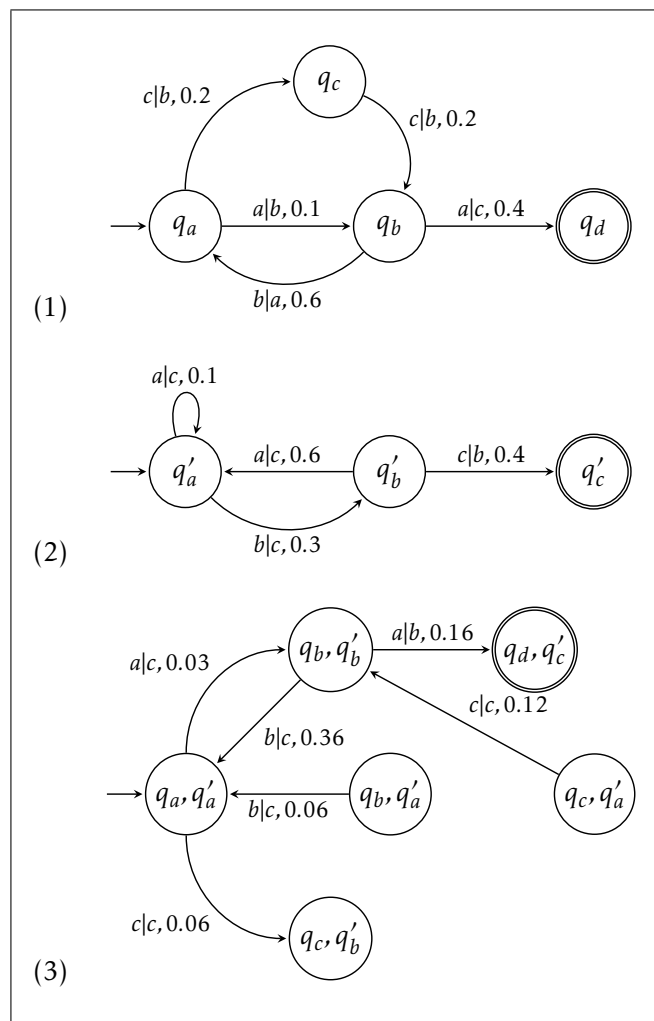 q_c
c|b, 0.2
c|b, 0.2
q_a
a|b, 0.1
q_b
a|c, 0.4
q_d
b|a, 0.6
(1)
a|c, 0.1
q'_a
a|c, 0.6
q'_b
c|b, 0.4
q'_c
b|c, 0.3
(2)
q_b, q'_b
a|b, 0.16
q_d, q'_c
a|c, 0.03
c|c, 0.12
b|c, 0.36
q_a, q'_a
b|c, 0.06
q_b, q'_a
q_c, q'_a
c|c, 0.06
q_c, q'_b
(3)